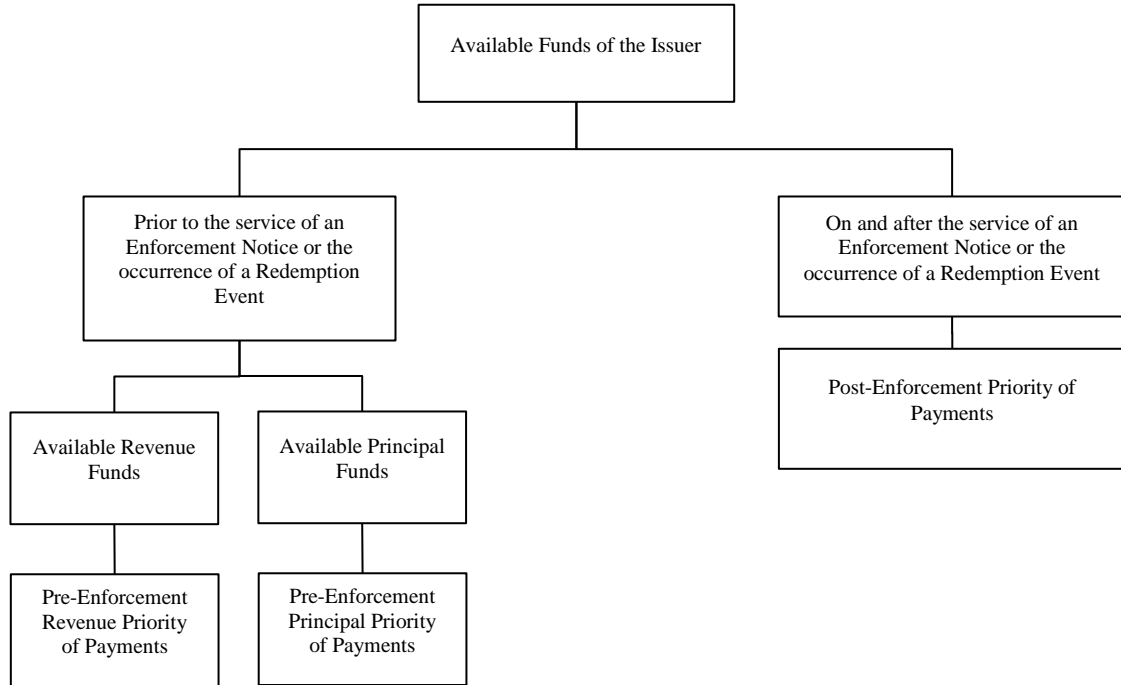 Available Funds of the Issuer
Prior to the service of an
Enforcement Notice or the
occurrence of a Redemption
Event
On and after the service of an
Enforcement Notice or the
occurrence of a Redemption Event
Post-Enforcement Priority of
Payments
Available Revenue
Funds
Available Principal
Funds
Pre-Enforcement
Revenue Priority
of Payments
Pre-Enforcement
Principal Priority
of Payments